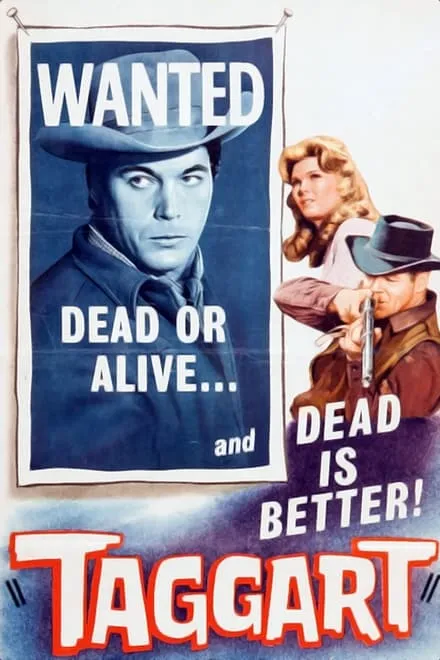 WANTED
DEAD OR
ALIVE...
and
DEAD
IS
BETTER!
"TAGGART"